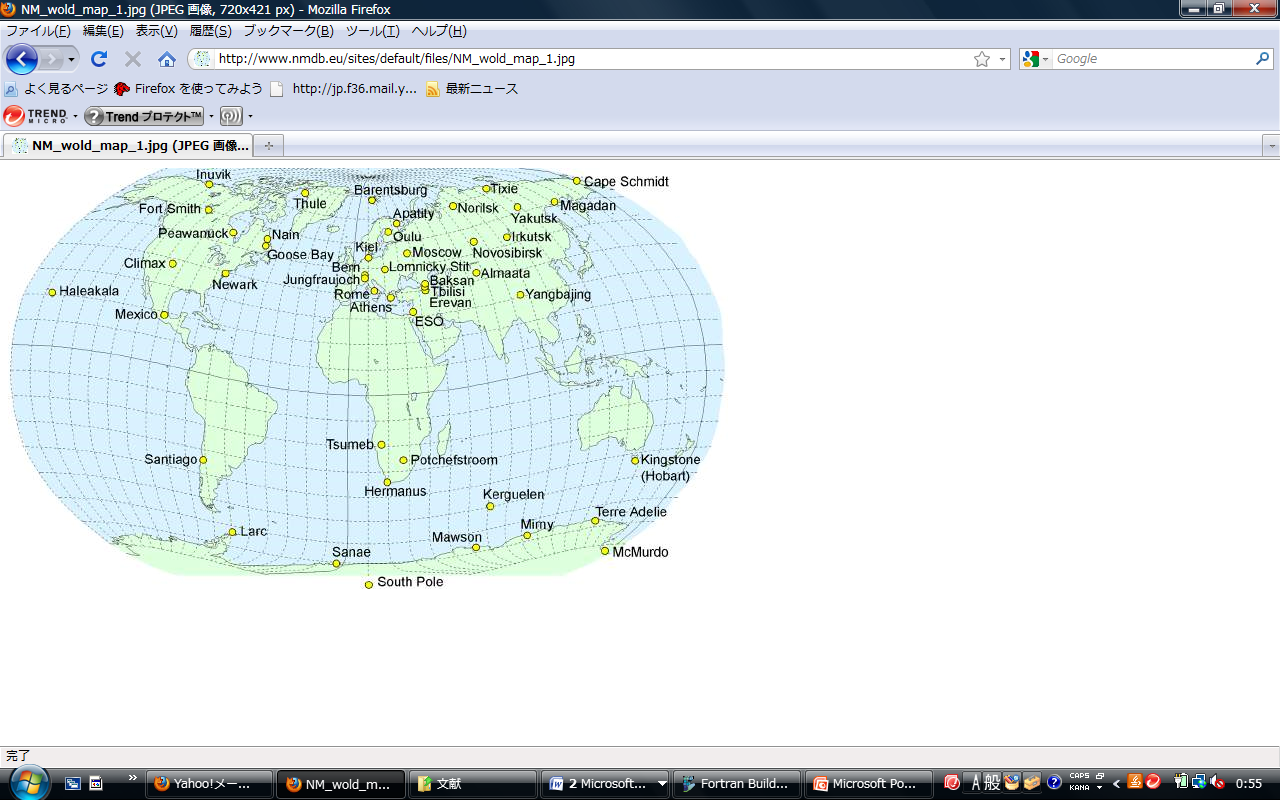 NM_wold_map_1.jpg (JPEG 画像, 720x421 px) - Mozilla Firefox
ファイル(F) 編集(E) 表示(V) 履歴(S) ブックマーク(B) ツール(T) ヘルプ(H)
http://www.nmdb.eu/sites/default/files/NM_wold_map_1.jpg
Google
よく見るページ Firefox を使ってみよう http://jp.f36.mail.y... 最新ニュース
TREND MICRO Trend プロテクト™
NM_wold_map_1.jpg (JPEG 画像...
Inuvik
Barentsburg
Tixie
Cape Schmidt
Fort Smith
Thule
Apatity
Norilsk
Magadan
Yakutsk
Peawanuck
Nain
Oulu
Irkutsk
Goose Bay
Kiel
Moscow
Novosibirsk
Climax
Bern
Lomnicky Stit
Almaata
Newark
Jungfraujoch
Baksan
Haleakala
Rome
Tbilisi
Yangbajing
Erevan
Athens
Mexico
ESO
Tsumeb
Santiago
Potchefstroom
Kingstone
(Hobart)
Hermanus
Kerguelen
Terre Adelie
Larc
Mirny
Mawson
Sanae
McMurdo
South Pole
完了
Yahoo!メー...
NM_wold_m...
文献
2 Microsoft...
Fortran Build...
Microsoft Po...
A 般
CAPS
KANA
0:55